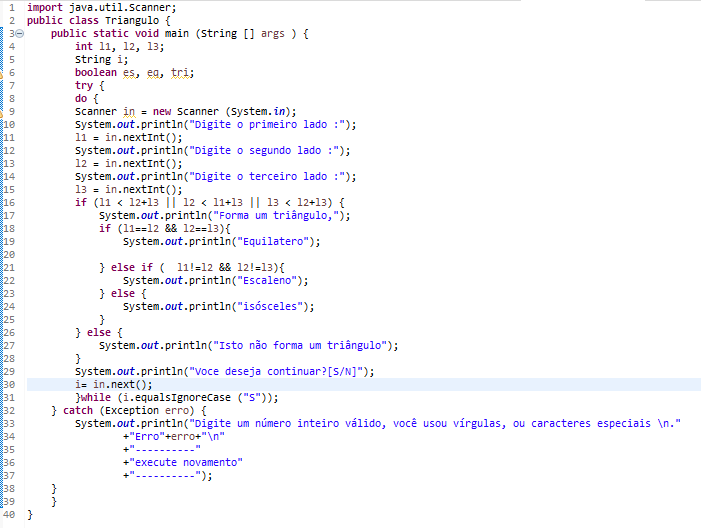 1 import java.util.Scanner;
2 public class Triangulo {
3 public static void main (String [] args ) {
4 int l1, l2, l3;
5 String i;
6 boolean es, eq, tri;
7 try {
8 do {
9 Scanner in = new Scanner (System.in);
10 System.out.println("Digite o primeiro lado :");
11 l1 = in.nextInt();
12 System.out.println("Digite o segundo lado :");
13 l2 = in.nextInt();
14 System.out.println("Digite o terceiro lado :");
15 l3 = in.nextInt();
16 if (l1 < l2+l3 || l2 < l1+l3 || l3 < l2+l3) {
17 System.out.println("Forma um triângulo,");
18 if (l1==l2 && l2==l3){
19 System.out.println("Equilatero");
20
21 } else if ( l1!=l2 && l2!=l3){
22 System.out.println("Escaleno");
23 } else {
24 System.out.println("isósceles");
25 }
26 } else {
27 System.out.println("Isto não forma um triângulo");
28 }
29 System.out.println("Voce deseja continuar?[S/N]");
30 i= in.next();
31 }while (i.equalsIgnoreCase ("S"));
32 } catch (Exception erro) {
33 System.out.println("Digite um número inteiro válido, você usou vírgulas, ou caracteres especiais \n."
34 +"Erro"+erro+"\n"
35 +"----------"
36 +"execute novamento"
37 +"----------");
38 }
39 }
40 }